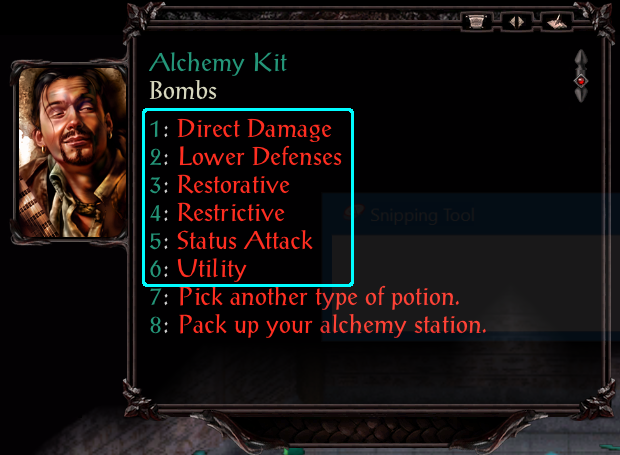 Alchemy Kit
Bombs
1: Direct Damage
2: Lower Defenses
3: Restorative
4: Restrictive
5: Status Attack
6: Utility
7: Pick another type of potion.
8: Pack up your alchemy station.
Snipping Tool